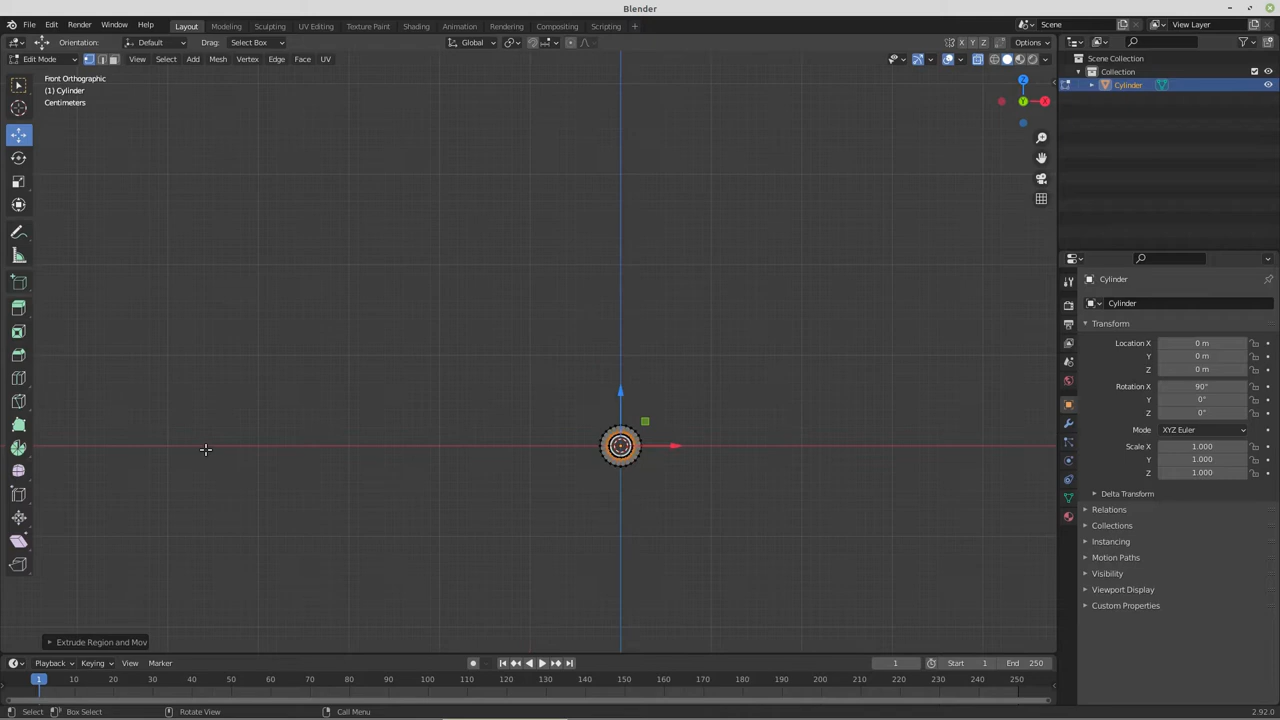 Blender
File Edit Render Window Help Layout Modeling Sculpting UV Editing Texture Paint Shading Animation Rendering Compositing Scripting + Scene View Layer
Orientation: Default Drag: Select Box Global X Y Z Options
Edit Mode View Select Add Mesh Vertex Edge Face UV
Front Orthographic
(1) Cylinder
Centimeters
Z
Y
X
Scene Collection
Collection
Cylinder
Cylinder
Cylinder
Transform
Location X 0 m
Y 0 m
Z 0 m
Rotation X 90°
Y 0°
Z 0°
Mode XYZ Euler
Scale X 1.000
Y 1.000
Z 1.000
Delta Transform
Relations
Collections
Instancing
Motion Paths
Visibility
Viewport Display
Custom Properties
Extrude Region and Mov
Playback Keying View Marker 1 Start 1 End 250
1 10 20 30 40 50 60 70 80 90 100 110 120 130 140 150 160 170 180 190 200 210 220 230 240 250
Select Box Select Rotate View Call Menu 2.92.0